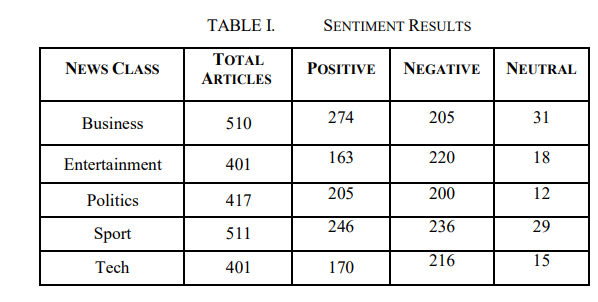 TABLE I. SENTIMENT RESULTS
NEWS CLASS TOTAL ARTICLES POSITIVE NEGATIVE NEUTRAL
Business 510 274 205 31
Entertainment 401 163 220 18
Politics 417 205 200 12
Sport 511 246 236 29
Tech 401 170 216 15